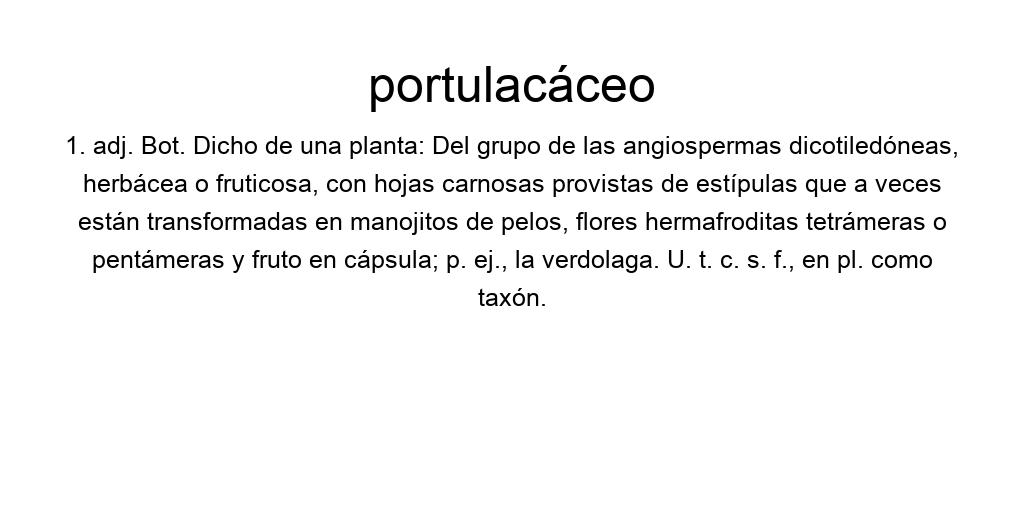 portulacáceo
1. adj. Bot. Dicho de una planta: Del grupo de las angiospermas dicotiledóneas,
herbácea o fruticosa, con hojas carnosas provistas de estípulas que a veces
están transformadas en manojitos de pelos, flores hermafroditas tetrámeras o
pentámeras y fruto en cápsula; p. ej., la verdolaga. U. t. c. s. f., en pl. como
taxón.